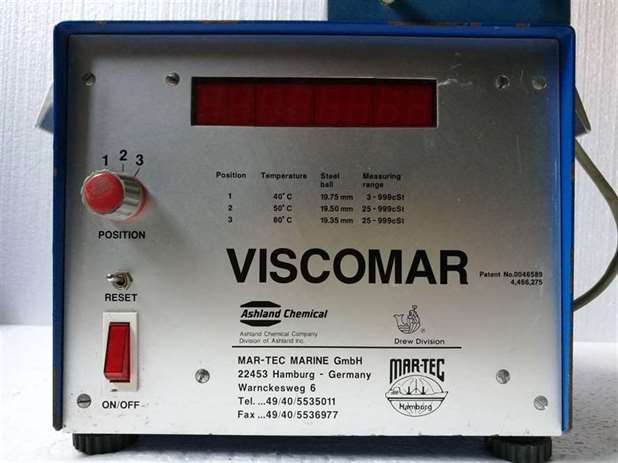 1 2 3
POSITION
RESET
ON/OFF
Position Temperature Steel ball Measuring range
1 40°C 19.75 mm 3-999cSt
2 50°C 19.50 mm 25-999cSt
3 80°C 19.35 mm 25-999cSt
VISCOMAR
Patent No.0046589
4,466,275
Ashland Chemical
Ashland Chemical Company
Division of Ashland Inc.
Drew Division
MAR-TEC MARINE GmbH
22453 Hamburg - Germany
Warnckesweg 6
Tel. ...49/40/5535011
Fax ...49/40/5536977
MAR-TEC
Hamburg